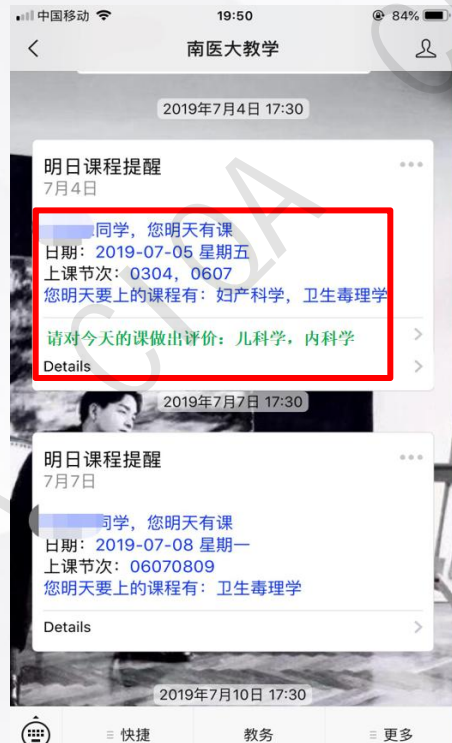 中国移动
19:50
84%
南医大教学
2019年7月4日 17:30
明日课程提醒
7月4日
同学，您明天有课
日期：2019-07-05 星期五
上课节次：0304，0607
您明天要上的课程有：妇产科学，卫生毒理学
请对今天的课做出评价：儿科学，内科学
Details
2019年7月7日 17:30
明日课程提醒
7月7日
同学，您明天有课
日期：2019-07-08 星期一
上课节次：06070809
您明天要上的课程有：卫生毒理学
Details
2019年7月10日 17:30
快捷
教务
更多